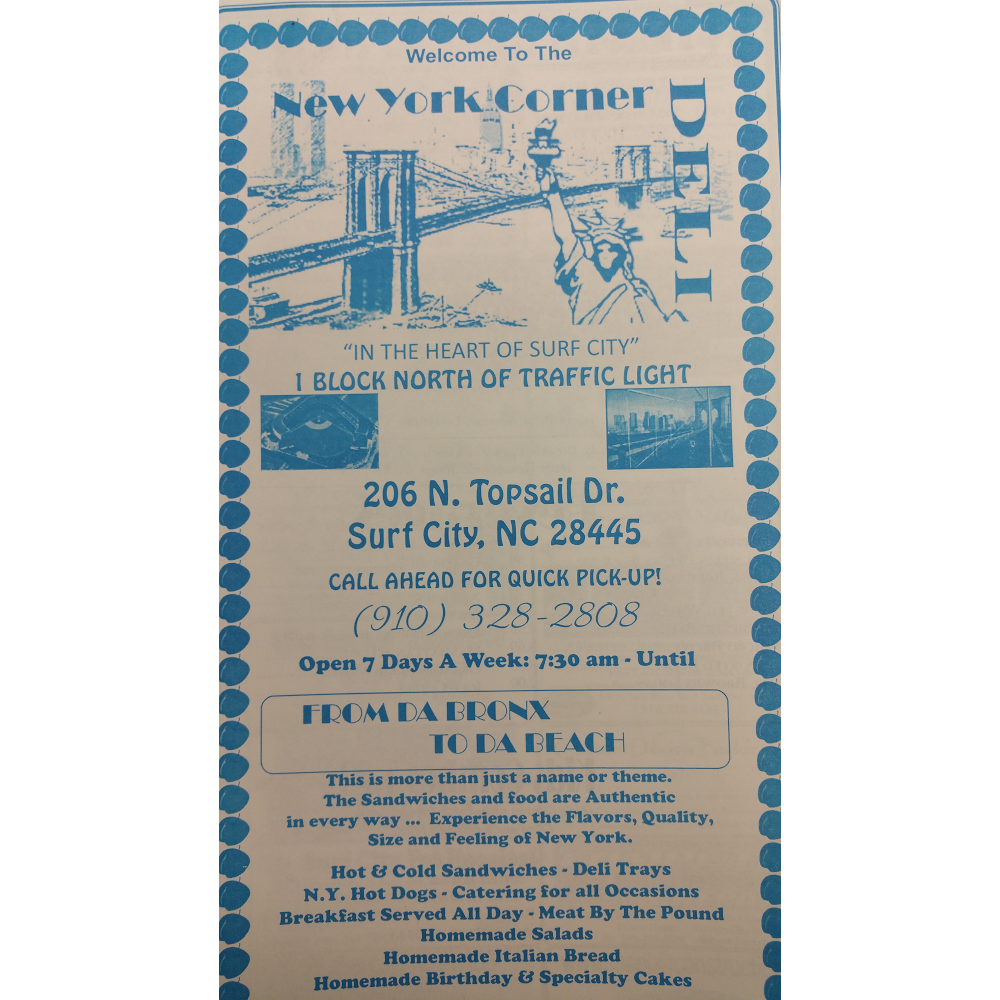 Welcome To The
New York Corner
DELI
"IN THE HEART OF SURF CITY"
1 BLOCK NORTH OF TRAFFIC LIGHT
206 N. Topsail Dr.
Surf City, NC 28445
CALL AHEAD FOR QUICK PICK-UP!
(910) 328-2808
Open 7 Days A Week: 7:30 am - Until
FROM DA BRONX
TO DA BEACH
This is more than just a name or theme.
The Sandwiches and food are Authentic
in every way ... Experience the Flavors, Quality,
Size and Feeling of New York.
Hot & Cold Sandwiches - Deli Trays
N.Y. Hot Dogs - Catering for all Occasions
Breakfast Served All Day - Meat By The Pound
Homemade Salads
Homemade Italian Bread
Homemade Birthday & Specialty Cakes